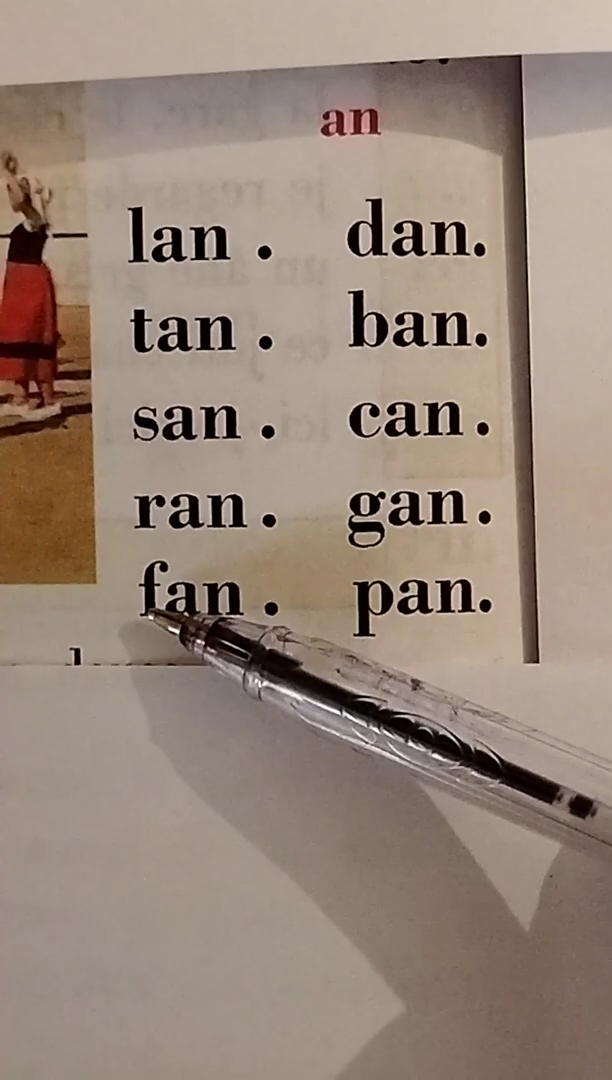 an
lan . dan.
tan . ban.
san . can.
ran . gan.
fan . pan.